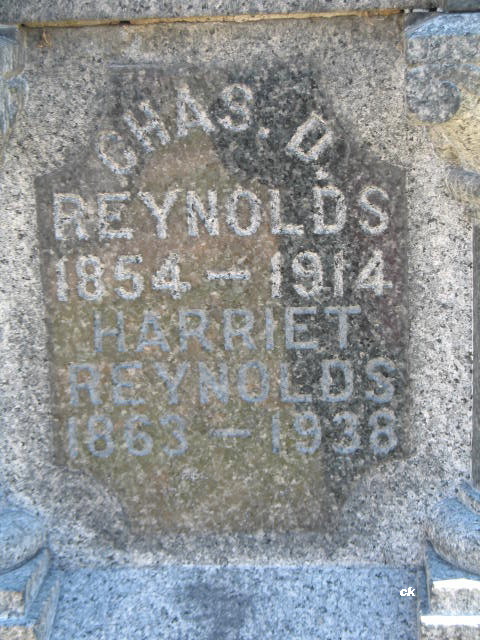 CHAS. D.
REYNOLDS
1854 — 1914
HARRIET
REYNOLDS
1863 — 1938
ck